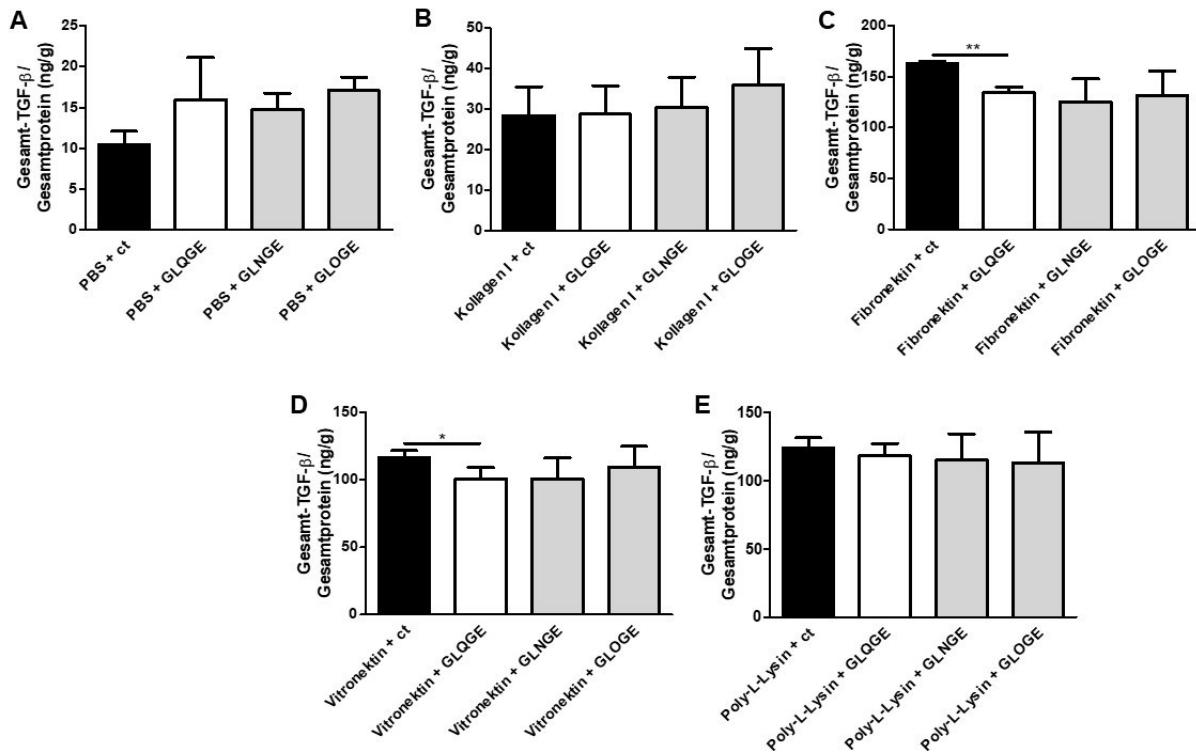 A
Gesamt-TGF-β/
Gesamtprotein (ng/g)
25
20
15
10
5
0
PBS + ct
PBS + GLQGE
PBS + GLNGE
PBS + GLOGE
B
Gesamt-TGF-β/
Gesamtprotein (ng/g)
50
40
30
20
10
0
Kollagen I + ct
Kollagen I + GLQGE
Kollagen I + GLNGE
Kollagen I + GLOGE
C
Gesamt-TGF-β/
Gesamtprotein (ng/g)
200
150
100
50
0
**
Fibronektin + ct
Fibronektin + GLQGE
Fibronektin + GLNGE
Fibronektin + GLOGE
D
Gesamt-TGF-β/
Gesamtprotein (ng/g)
150
100
50
0
*
Vitronektin + ct
Vitronektin + GLQGE
Vitronektin + GLNGE
Vitronektin + GLOGE
E
Gesamt-TGF-β/
Gesamtprotein (ng/g)
150
100
50
0
Poly-L-Lysin + ct
Poly-L-Lysin + GLQGE
Poly-L-Lysin + GLNGE
Poly-L-Lysin + GLOGE